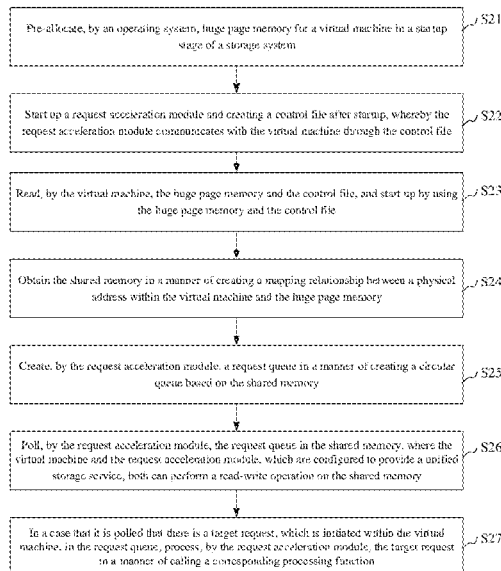 S21
Pre-allocate, by an operating system, huge page memory for a virtual machine in a startup
stage of a storage system
S22
Start up a request acceleration module and creating a control file after startup, whereby the
request acceleration module communicates with the virtual machine through the control file
S23
Read, by the virtual machine, the huge page memory and the control file, and start up by using
the huge page memory and the control file
S24
Obtain the shared memory in a manner of creating a mapping relationship between a physical
address within the virtual machine and the huge page memory
S25
Create, by the request acceleration module, a request queue in a manner of creating a circular
queue based on the shared memory
S26
Poll, by the request acceleration module, the request queue in the shared memory, where the
virtual machine and the request acceleration module, which are configured to provide a unified
storage service, both can perform a read-write operation on the shared memory
S27
In a case that it is polled that there is a target request, which is initiated within the virtual
machine, in the request queue, process, by the request acceleration module, the target request
in a manner of calling a corresponding processing function